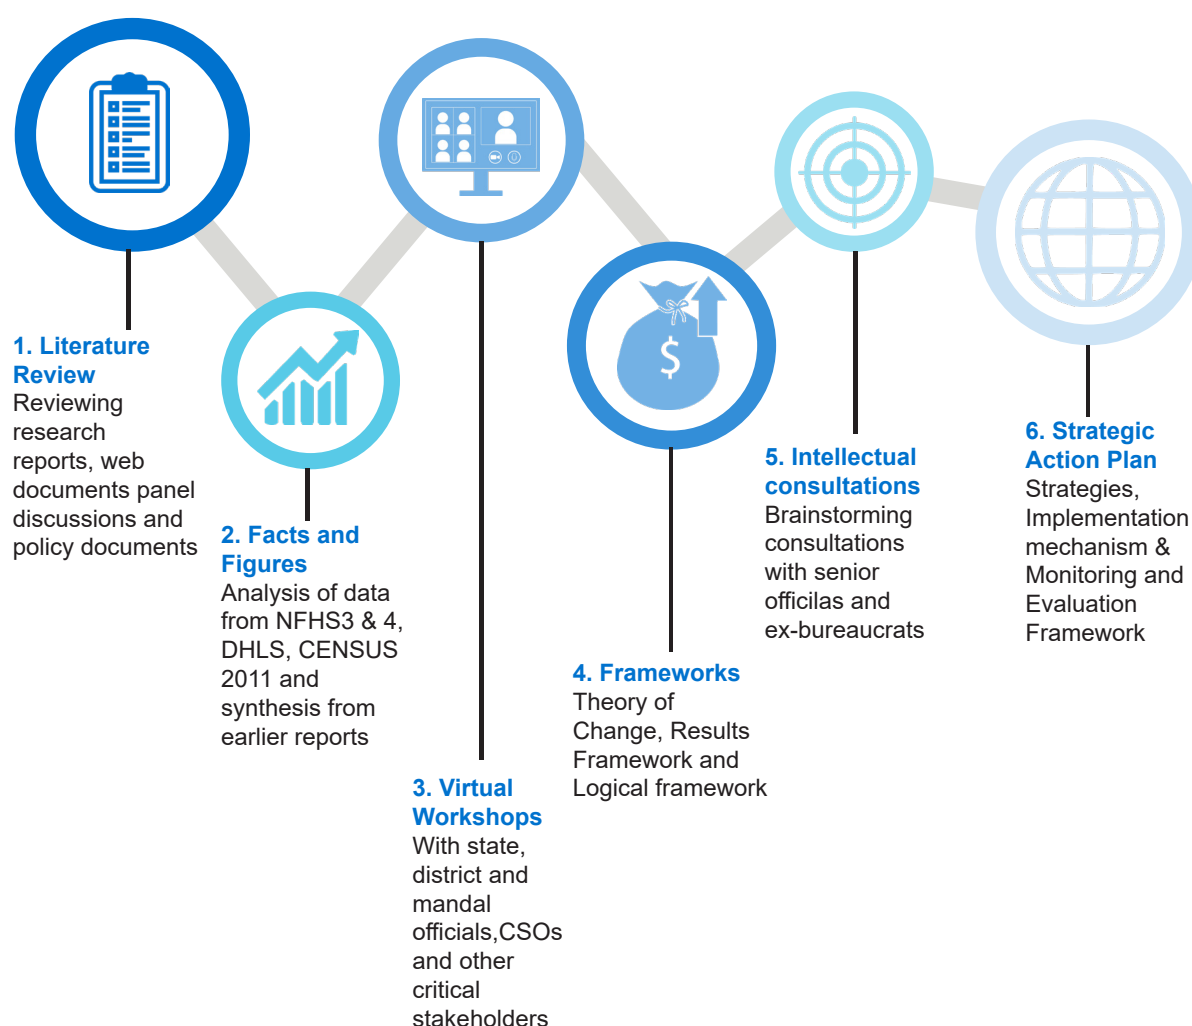 1. Literature
Review
Reviewing
research
reports, web
documents panel
discussions and
policy documents
2. Facts and
Figures
Analysis of data
from NFHS3 & 4,
DHLS, CENSUS
2011 and
synthesis from
earlier reports
3. Virtual
Workshops
With state,
district and
mandal
officials,CSOs
and other
critical
stakeholders
$
4. Frameworks
Theory of
Change, Results
Framework and
Logical framework
5. Intellectual
consultations
Brainstorming
consultations
with senior
officilas and
ex-bureaucrats
6. Strategic
Action Plan
Strategies,
Implementation
mechanism &
Monitoring and
Evaluation
Framework